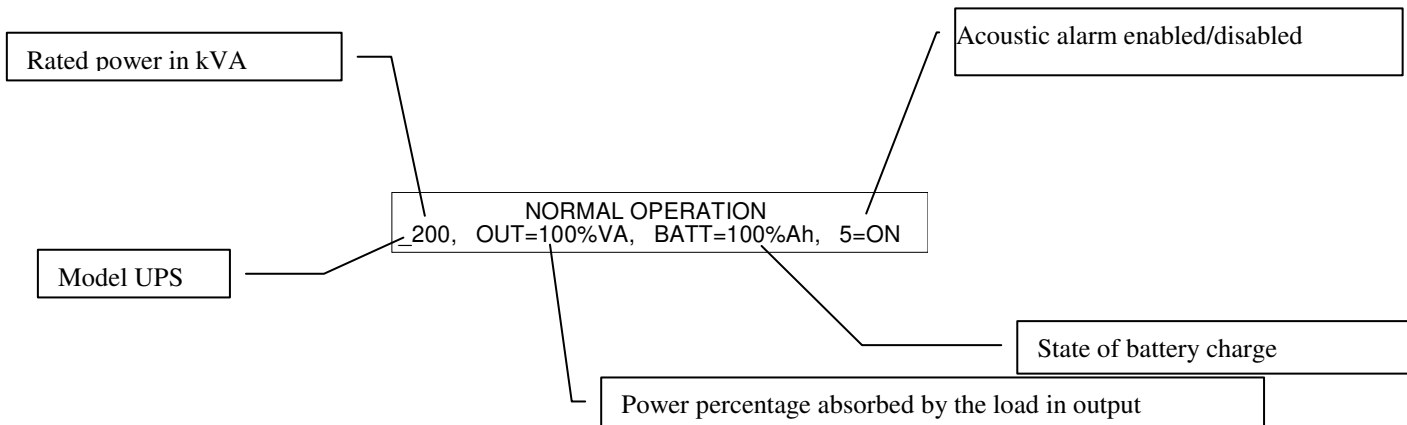 Acoustic alarm enabled/disabled
Rated power in kVA
NORMAL OPERATION
_200, OUT=100%VA, BATT=100%Ah, 5=ON
Model UPS
State of battery charge
Power percentage absorbed by the load in output